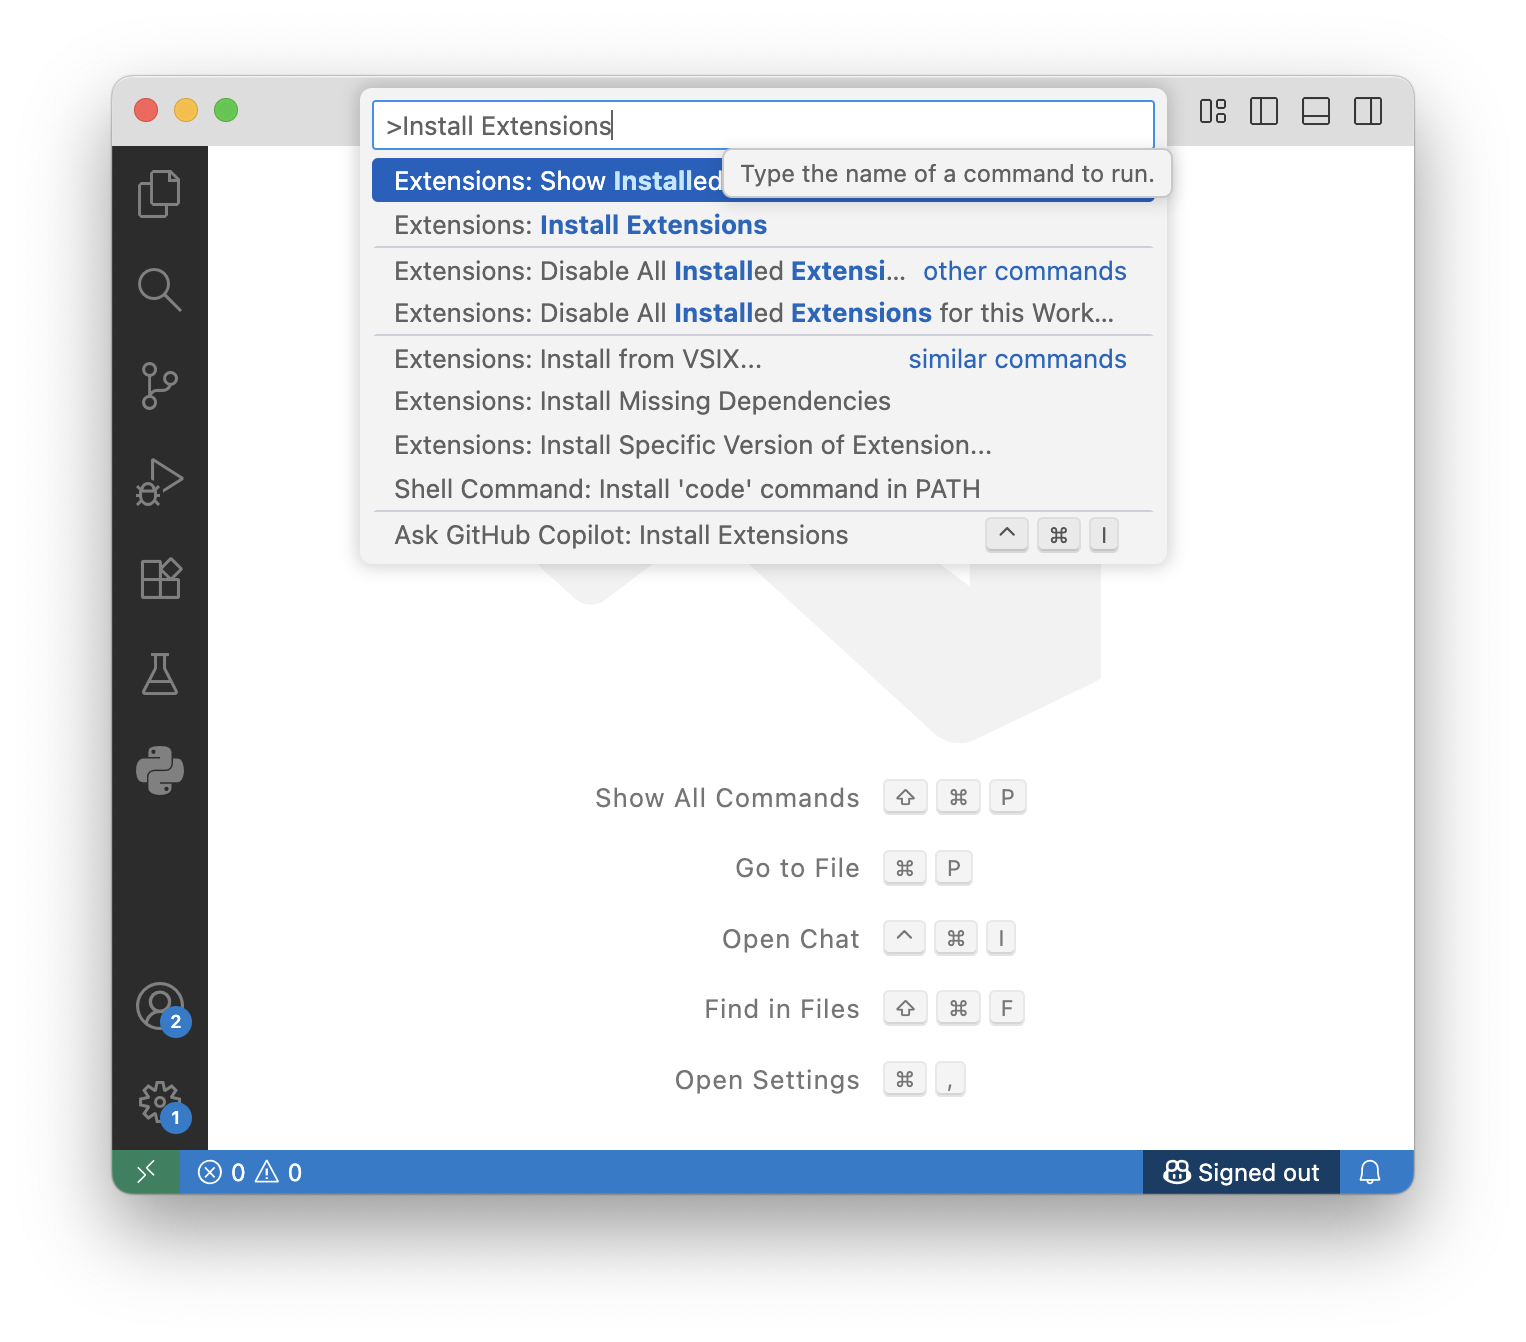 >Install Extensions
Type the name of a command to run.
Extensions: Show Installed
Extensions: Install Extensions
Extensions: Disable All Installed Extensi... other commands
Extensions: Disable All Installed Extensions for this Work...
Extensions: Install from VSIX... similar commands
Extensions: Install Missing Dependencies
Extensions: Install Specific Version of Extension...
Shell Command: Install 'code' command in PATH
Ask GitHub Copilot: Install Extensions ^ ⌘ I
Show All Commands ⇧ ⌘ P
Go to File ⌘ P
Open Chat ^ ⌘ I
Find in Files ⇧ ⌘ F
Open Settings ⌘ ,
2
1
0 0
Signed out